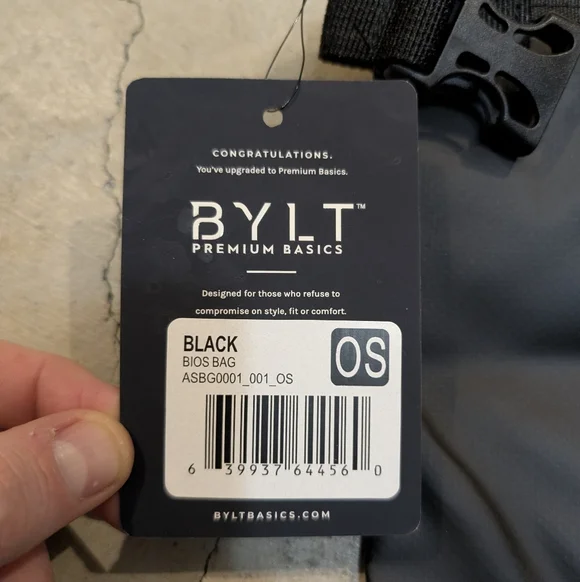 CONGRATULATIONS.
You've upgraded to Premium Basics.
BYLT™
PREMIUM BASICS
Designed for those who refuse to
compromise on style, fit or comfort.
BLACK
BIOS BAG
ASBG0001_001_OS
OS
6 39937 64456 0
BYLTBASICS.COM